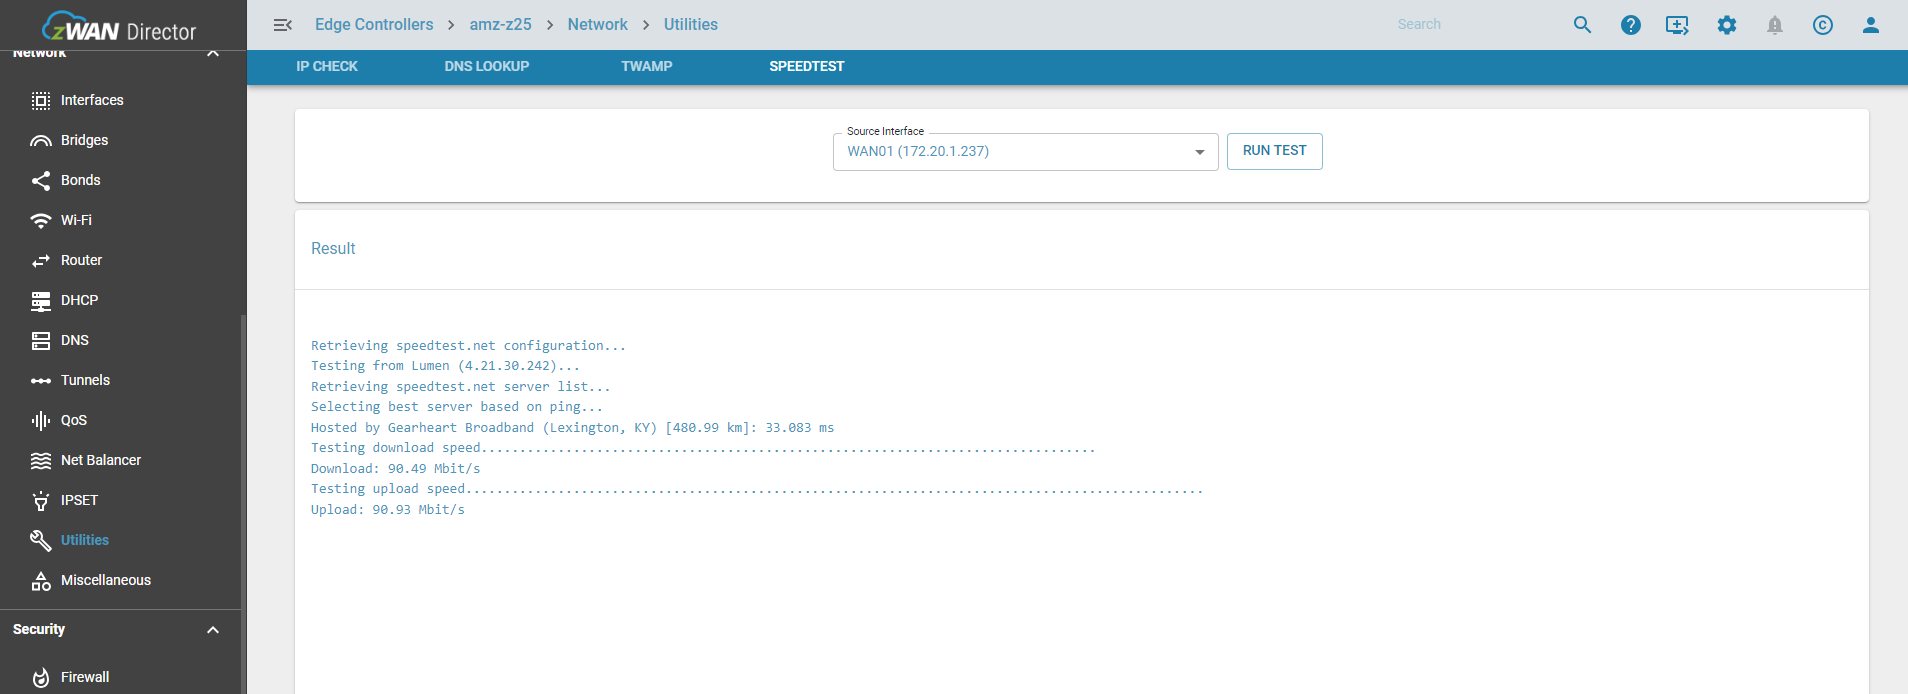 zWAN Director
Edge Controllers > amz-z25 > Network > Utilities
Search
IP CHECK DNS LOOKUP TWAMP SPEEDTEST
Network
Interfaces
Bridges
Bonds
Wi-Fi
Router
DHCP
DNS
Tunnels
QoS
Net Balancer
IPSET
Utilities
Miscellaneous
Security
Firewall
Source Interface
WAN01 (172.20.1.237)
RUN TEST
Result
Retrieving speedtest.net configuration...
Testing from Lumen (4.21.30.242)...
Retrieving speedtest.net server list...
Selecting best server based on ping...
Hosted by Gearheart Broadband (Lexington, KY) [480.99 km]: 33.083 ms
Testing download speed................................................................................
Download: 90.49 Mbit/s
Testing upload speed................................................................................................
Upload: 90.93 Mbit/s